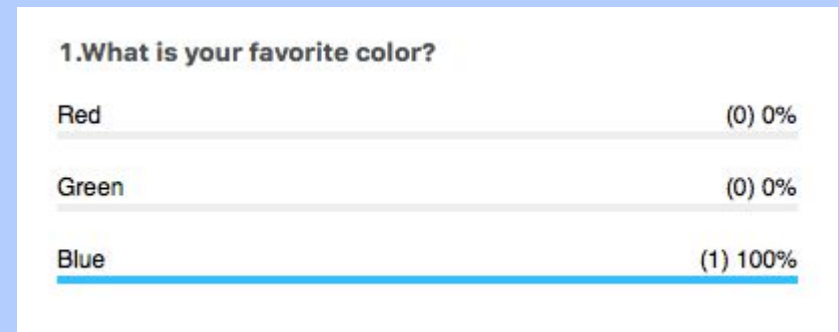 1.What is your favorite color?
Red (0) 0%
Green (0) 0%
Blue (1) 100%